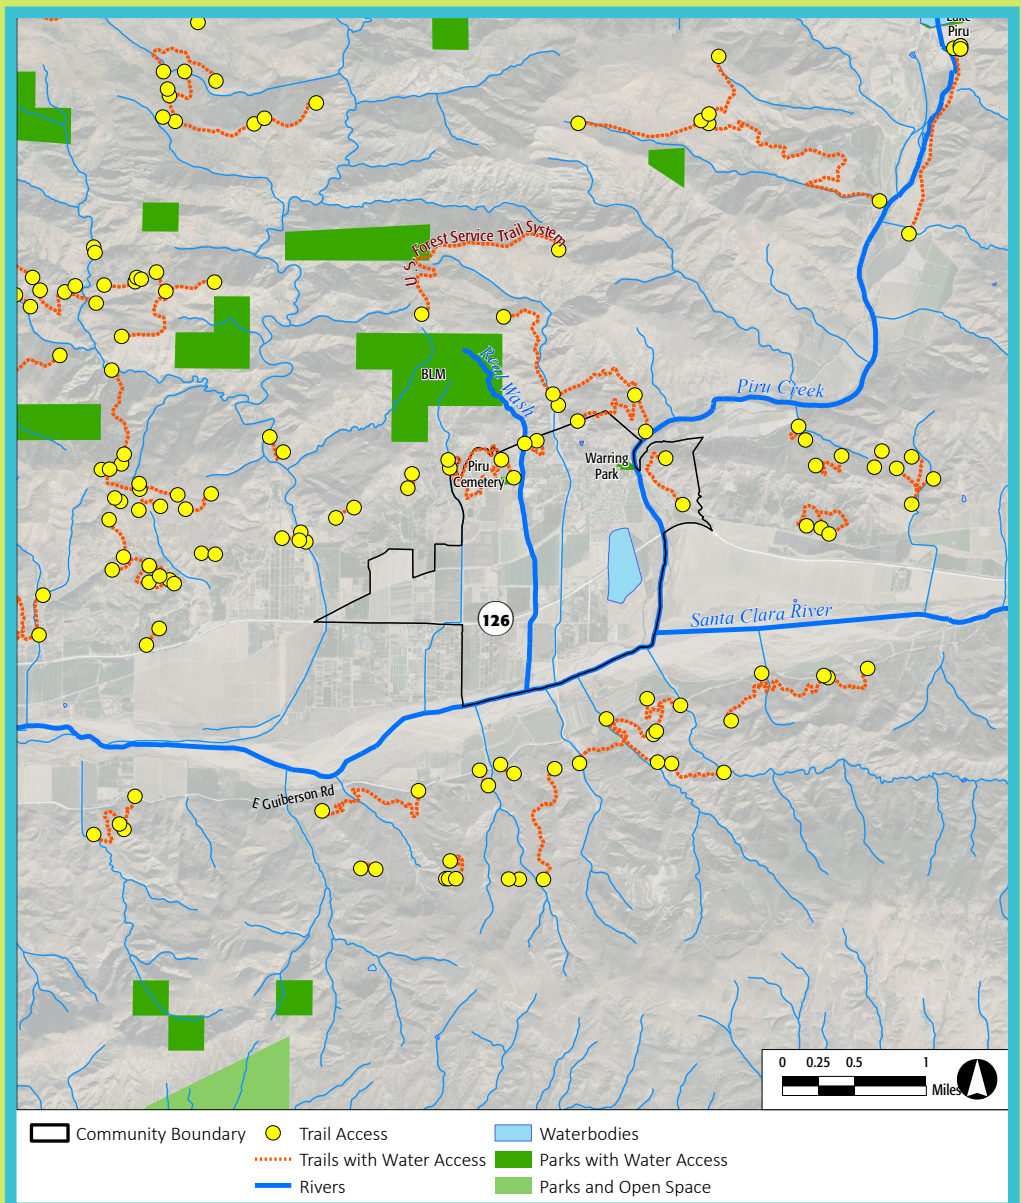 Lake
Piru
U.S. Forest Service Trail System
BLM
Real Wash
Piru Creek
Warring
Park
Piru
Cemetery
126
Santa Clara River
E Guiberson Rd
0 0.25 0.5 1
Miles
Community Boundary
Trail Access
Waterbodies
Trails with Water Access
Parks with Water Access
Rivers
Parks and Open Space